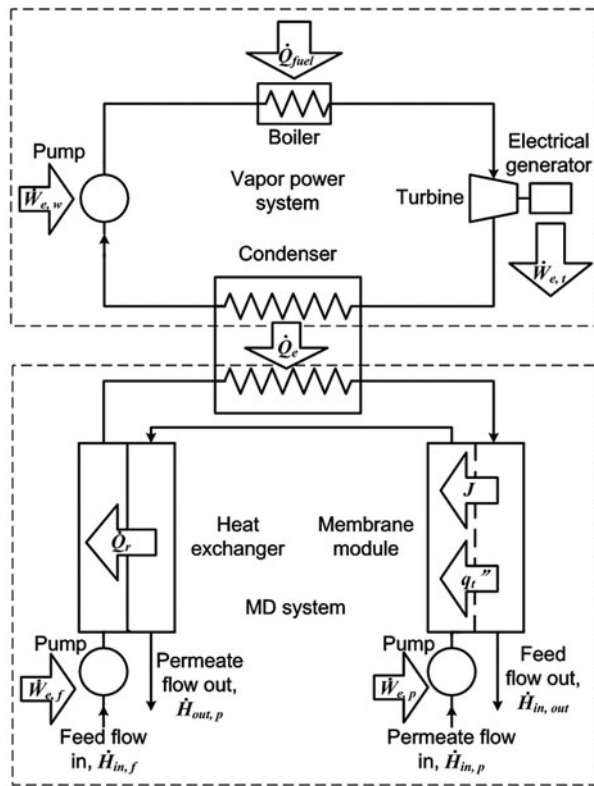 Q̇fuel
Boiler
Pump
Ẇe, w
Vapor power
system
Electrical
generator
Turbine
Ẇe, t
Condenser
Q̇e
Q̇r
Heat
exchanger
Membrane
module
J
qt″
MD system
Pump
Ẇe, f
Permeate
flow out,
Ḣout, p
Feed flow
in, Ḣin, f
Pump
Ẇe, p
Feed
flow out,
Ḣin, out
Permeate flow
in, Ḣin, p